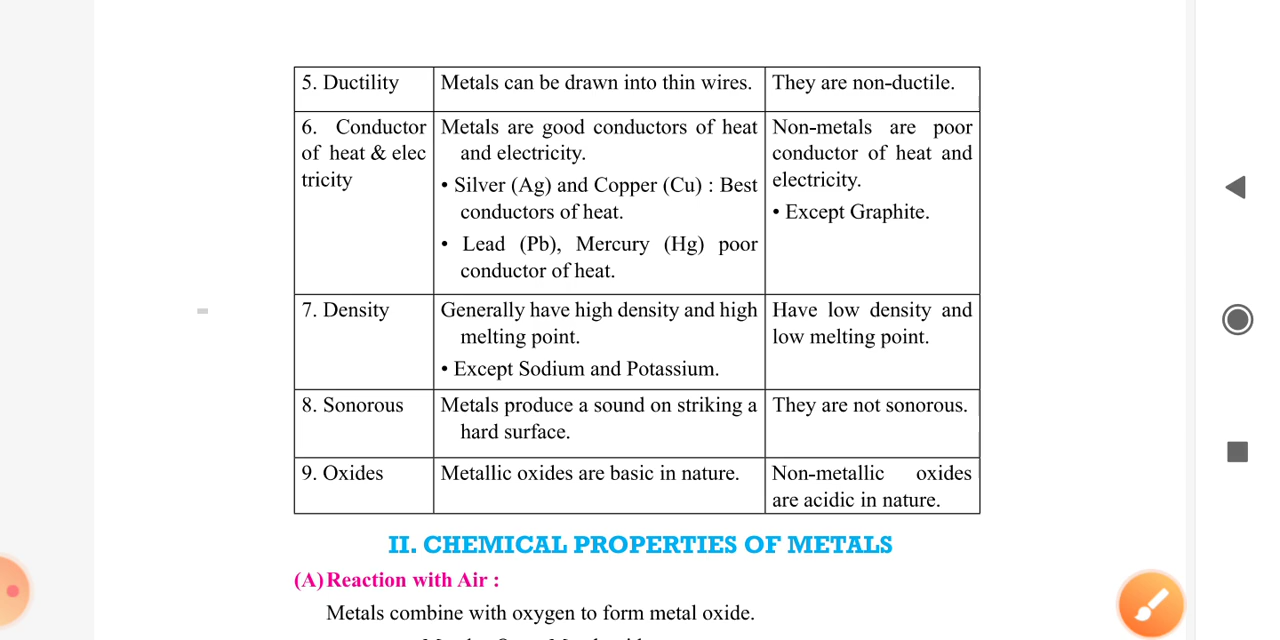 5. Ductility
Metals can be drawn into thin wires.
They are non-ductile.
6. Conductor
of heat & elec
tricity
Metals are good conductors of heat
and electricity.
• Silver (Ag) and Copper (Cu) : Best
conductors of heat.
• Lead (Pb), Mercury (Hg) poor
conductor of heat.
Non-metals are poor
conductor of heat and
electricity.
• Except Graphite.
7. Density
Generally have high density and high
melting point.
• Except Sodium and Potassium.
Have low density and
low melting point.
8. Sonorous
Metals produce a sound on striking a
hard surface.
They are not sonorous.
9. Oxides
Metallic oxides are basic in nature.
Non-metallic oxides
are acidic in nature.
II. CHEMICAL PROPERTIES OF METALS
(A) Reaction with Air :
Metals combine with oxygen to form metal oxide.